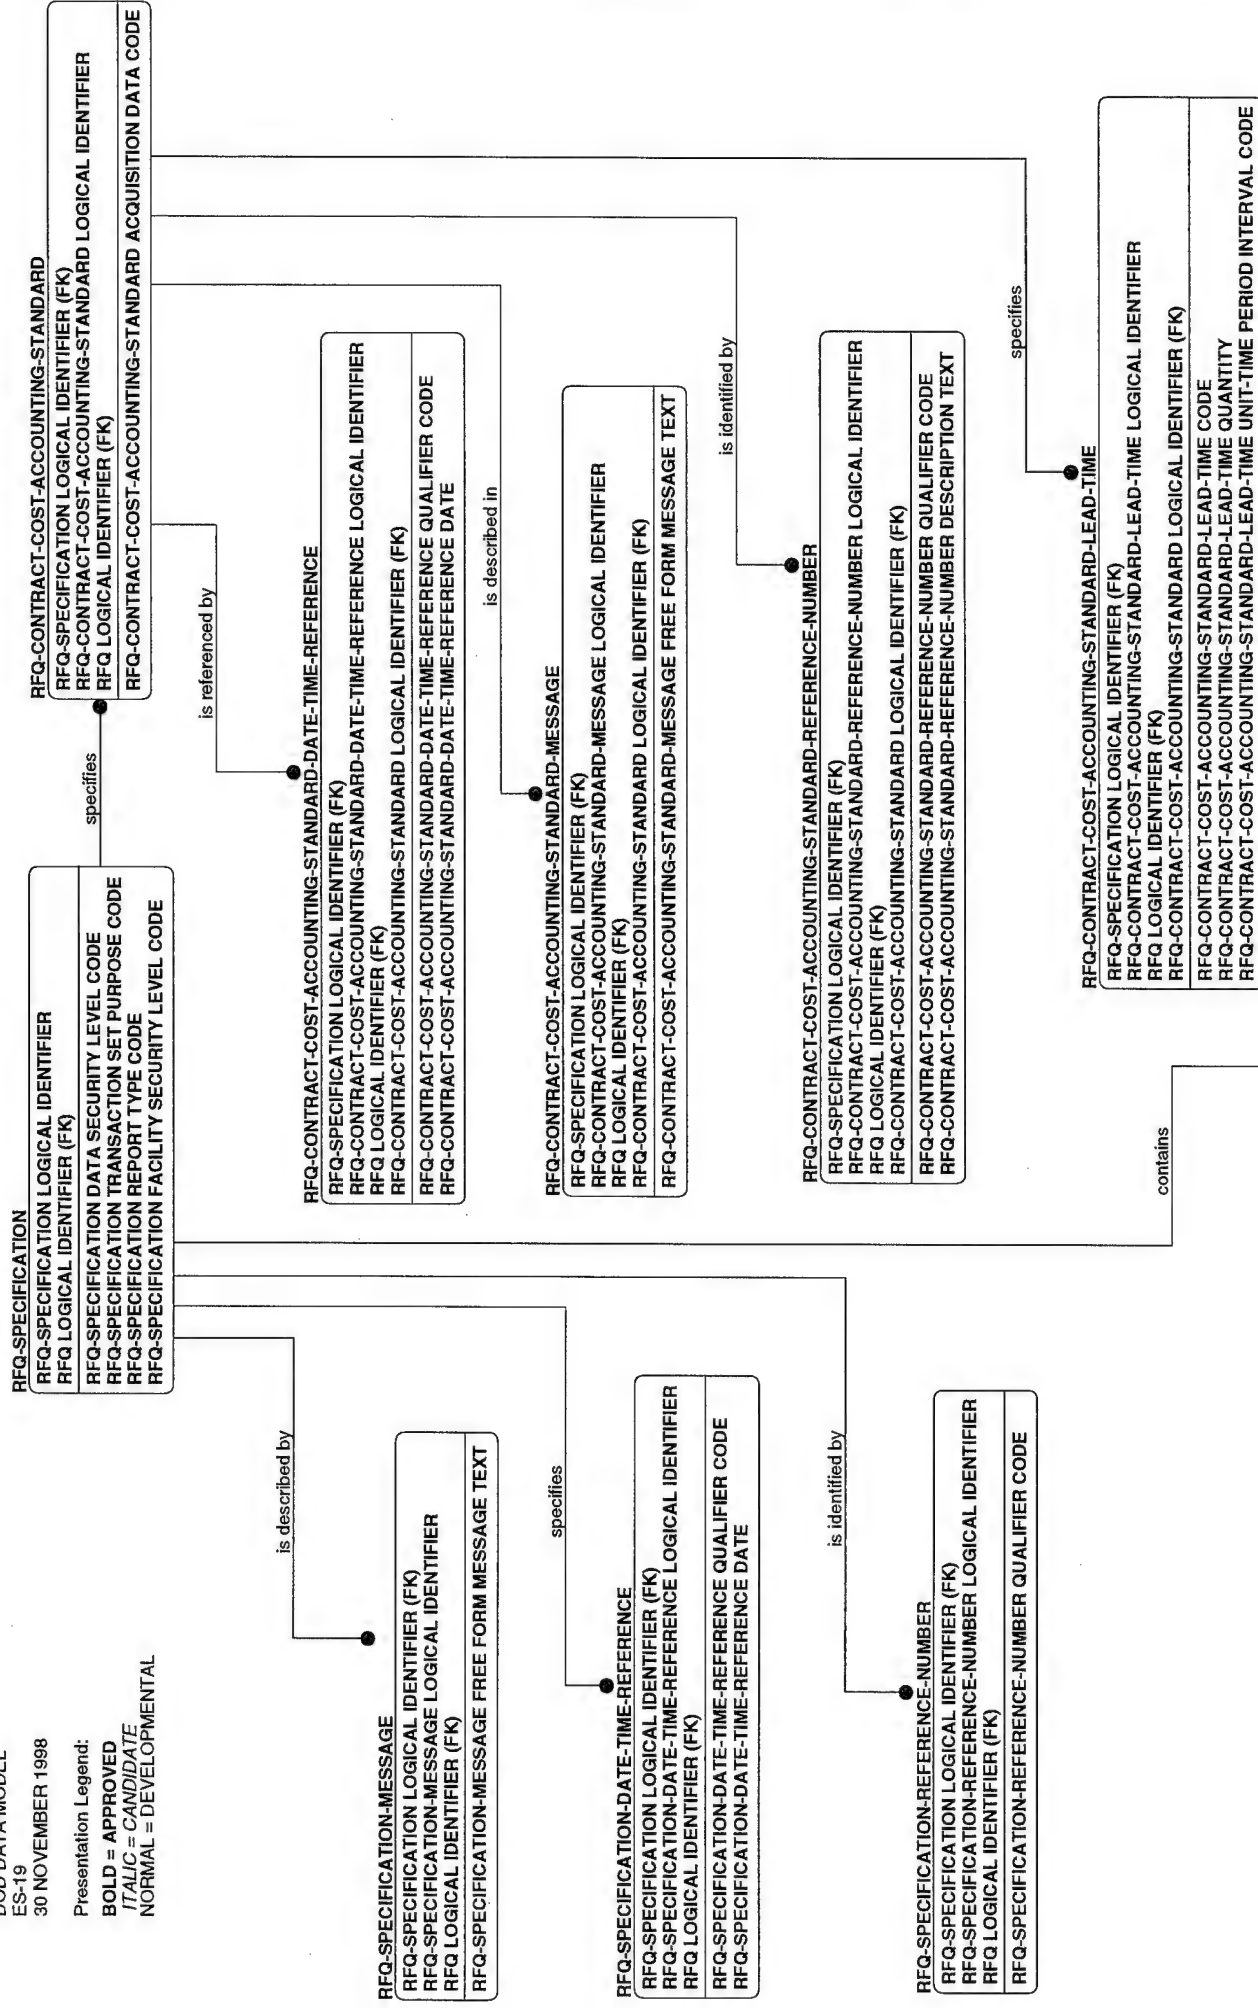 DOD DATA MODEL
ES-19
30 NOVEMBER 1998
Presentation Legend:
BOLD = APPROVED
ITALIC = CANDIDATE
NORMAL = DEVELOPMENTAL
RFQ-SPECIFICATION
RFQ-SPECIFICATION LOGICAL IDENTIFIER
RFQ LOGICAL IDENTIFIER (FK)
RFQ-SPECIFICATION DATA SECURITY LEVEL CODE
RFQ-SPECIFICATION TRANSACTION SET PURPOSE CODE
RFQ-SPECIFICATION REPORT TYPE CODE
RFQ-SPECIFICATION FACILITY SECURITY LEVEL CODE
specifies
RFQ-CONTRACT-COST-ACCOUNTING-STANDARD
RFQ-SPECIFICATION LOGICAL IDENTIFIER (FK)
RFQ-CONTRACT-COST-ACCOUNTING-STANDARD LOGICAL IDENTIFIER
RFQ LOGICAL IDENTIFIER (FK)
RFQ-CONTRACT-COST-ACCOUNTING-STANDARD ACQUISITION DATA CODE
is described by
RFQ-SPECIFICATION-MESSAGE
RFQ-SPECIFICATION LOGICAL IDENTIFIER (FK)
RFQ-SPECIFICATION-MESSAGE LOGICAL IDENTIFIER
RFQ LOGICAL IDENTIFIER (FK)
RFQ-SPECIFICATION-MESSAGE FREE FORM MESSAGE TEXT
specifies
RFQ-SPECIFICATION-DATE-TIME-REFERENCE
RFQ-SPECIFICATION LOGICAL IDENTIFIER (FK)
RFQ-SPECIFICATION-DATE-TIME-REFERENCE LOGICAL IDENTIFIER
RFQ LOGICAL IDENTIFIER (FK)
RFQ-SPECIFICATION-DATE-TIME-REFERENCE QUALIFIER CODE
RFQ-SPECIFICATION-DATE-TIME-REFERENCE DATE
is identified by
RFQ-SPECIFICATION-REFERENCE-NUMBER
RFQ-SPECIFICATION LOGICAL IDENTIFIER (FK)
RFQ-SPECIFICATION-REFERENCE-NUMBER LOGICAL IDENTIFIER
RFQ LOGICAL IDENTIFIER (FK)
RFQ-SPECIFICATION-REFERENCE-NUMBER QUALIFIER CODE
contains
is referenced by
RFQ-CONTRACT-COST-ACCOUNTING-STANDARD-DATE-TIME-REFERENCE
RFQ-SPECIFICATION LOGICAL IDENTIFIER (FK)
RFQ-CONTRACT-COST-ACCOUNTING-STANDARD-DATE-TIME-REFERENCE LOGICAL IDENTIFIER
RFQ LOGICAL IDENTIFIER (FK)
RFQ-CONTRACT-COST-ACCOUNTING-STANDARD LOGICAL IDENTIFIER (FK)
RFQ-CONTRACT-COST-ACCOUNTING-STANDARD-DATE-TIME-REFERENCE QUALIFIER CODE
RFQ-CONTRACT-COST-ACCOUNTING-STANDARD-DATE-TIME-REFERENCE DATE
is described in
RFQ-CONTRACT-COST-ACCOUNTING-STANDARD-MESSAGE
RFQ-SPECIFICATION LOGICAL IDENTIFIER (FK)
RFQ-CONTRACT-COST-ACCOUNTING-STANDARD-MESSAGE LOGICAL IDENTIFIER
RFQ LOGICAL IDENTIFIER (FK)
RFQ-CONTRACT-COST-ACCOUNTING-STANDARD LOGICAL IDENTIFIER (FK)
RFQ-CONTRACT-COST-ACCOUNTING-STANDARD-MESSAGE FREE FORM MESSAGE TEXT
is identified by
RFQ-CONTRACT-COST-ACCOUNTING-STANDARD-REFERENCE-NUMBER
RFQ-SPECIFICATION LOGICAL IDENTIFIER (FK)
RFQ-CONTRACT-COST-ACCOUNTING-STANDARD-REFERENCE-NUMBER LOGICAL IDENTIFIER
RFQ LOGICAL IDENTIFIER (FK)
RFQ-CONTRACT-COST-ACCOUNTING-STANDARD LOGICAL IDENTIFIER (FK)
RFQ-CONTRACT-COST-ACCOUNTING-STANDARD-REFERENCE-NUMBER QUALIFIER CODE
RFQ-CONTRACT-COST-ACCOUNTING-STANDARD-REFERENCE-NUMBER DESCRIPTION TEXT
specifies
RFQ-CONTRACT-COST-ACCOUNTING-STANDARD-LEAD-TIME
RFQ-SPECIFICATION LOGICAL IDENTIFIER (FK)
RFQ-CONTRACT-COST-ACCOUNTING-STANDARD-LEAD-TIME LOGICAL IDENTIFIER
RFQ LOGICAL IDENTIFIER (FK)
RFQ-CONTRACT-COST-ACCOUNTING-STANDARD LOGICAL IDENTIFIER (FK)
RFQ-CONTRACT-COST-ACCOUNTING-STANDARD-LEAD-TIME CODE
RFQ-CONTRACT-COST-ACCOUNTING-STANDARD-LEAD-TIME QUANTITY
RFQ-CONTRACT-COST-ACCOUNTING-STANDARD-LEAD-TIME UNIT-TIME PERIOD INTERVAL CODE